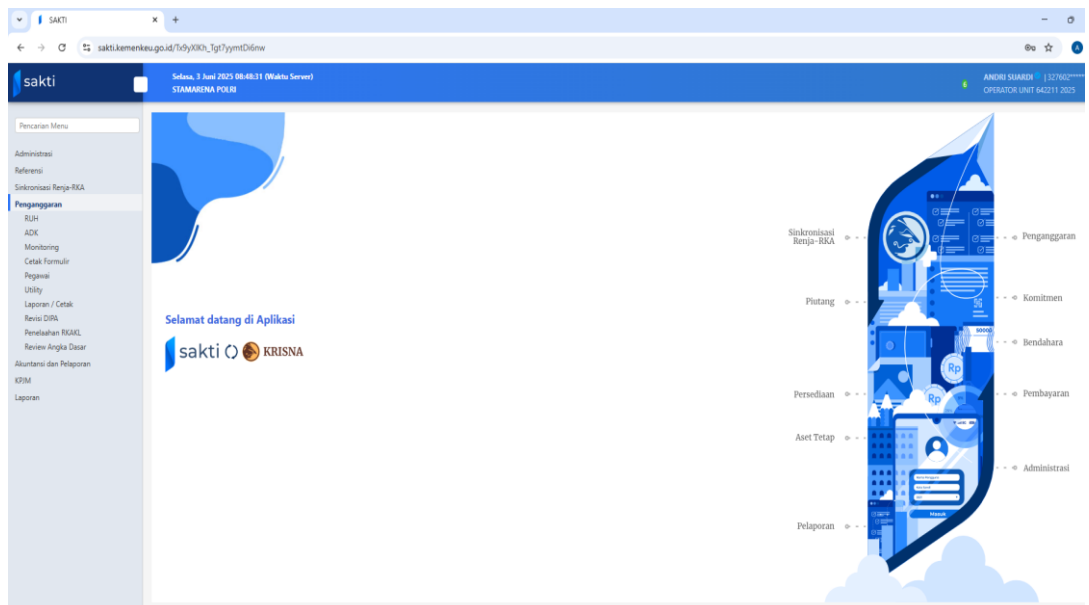 SAKTI
sakti.kemenkeu.go.id/Tx9yXlKh_Tgt7yymtDi6nw
sakti
Selasa, 3 Juni 2025 08:48:31 (Waktu Server)
STAMARENA POLRI
ANDRI SUARDI | 327602*****
OPERATOR UNIT 642211 2025
Pencarian Menu
Administrasi
Referensi
Sinkronisasi Renja-RKA
Penganggaran
RUH
ADK
Monitoring
Cetak Formulir
Pegawai
Utility
Laporan / Cetak
Revisi DIPA
Penelaahan RKAKL
Review Angka Dasar
Akuntansi dan Pelaporan
KPJM
Laporan
Selamat datang di Aplikasi
sakti KRISNA
Sinkronisasi
Renja-RKA
Piutang
Persediaan
Aset Tetap
Pelaporan
Penganggaran
Komitmen
Bendahara
Pembayaran
Administrasi
5G
Rp
Rp
Masuk